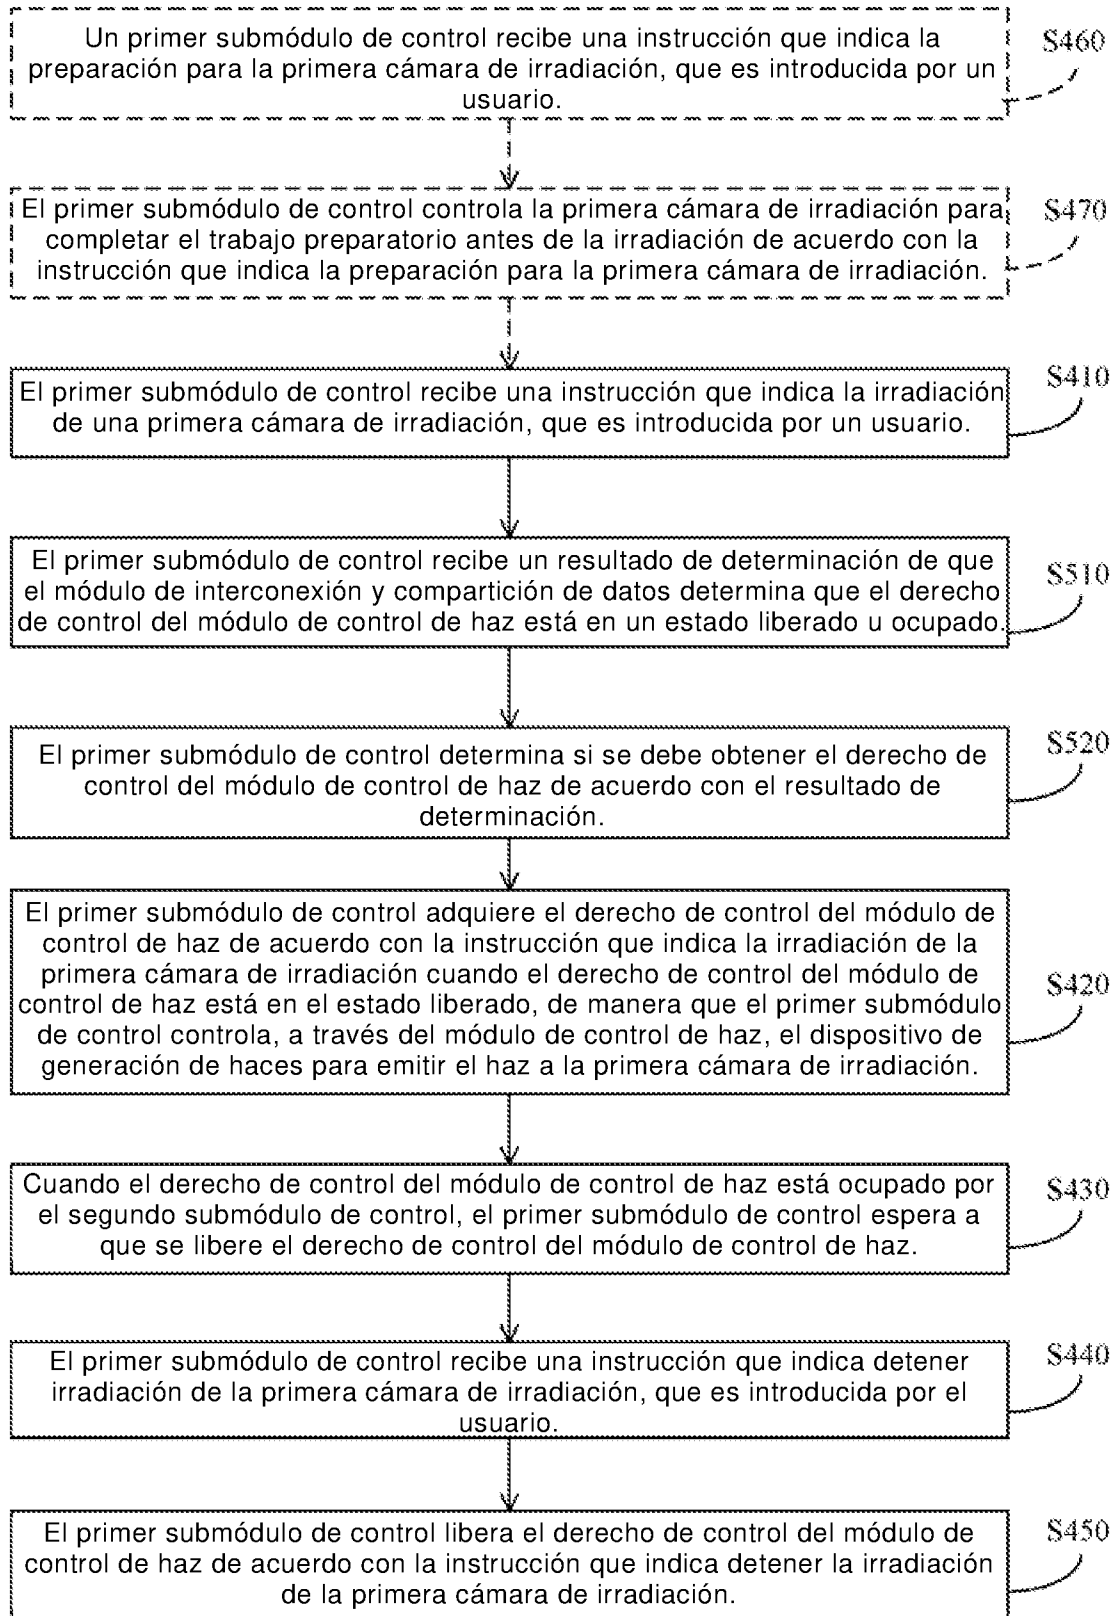 Un primer submódulo de control recibe una instrucción que indica la
preparación para la primera cámara de irradiación, que es introducida por un
usuario.
S460
El primer submódulo de control controla la primera cámara de irradiación para
completar el trabajo preparatorio antes de la irradiación de acuerdo con la
instrucción que indica la preparación para la primera cámara de irradiación.
S470
El primer submódulo de control recibe una instrucción que indica la irradiación
de una primera cámara de irradiación, que es introducida por un usuario.
S410
El primer submódulo de control recibe un resultado de determinación de que
el módulo de interconexión y compartición de datos determina que el derecho
de control del módulo de control de haz está en un estado liberado u ocupado.
S510
El primer submódulo de control determina si se debe obtener el derecho de
control del módulo de control de haz de acuerdo con el resultado de
determinación.
S520
El primer submódulo de control adquiere el derecho de control del módulo de
control de haz de acuerdo con la instrucción que indica la irradiación de la
primera cámara de irradiación cuando el derecho de control del módulo de
control de haz está en el estado liberado, de manera que el primer submódulo
de control controla, a través del módulo de control de haz, el dispositivo de
generación de haces para emitir el haz a la primera cámara de irradiación.
S420
Cuando el derecho de control del módulo de control de haz está ocupado por
el segundo submódulo de control, el primer submódulo de control espera a
que se libere el derecho de control del módulo de control de haz.
S430
El primer submódulo de control recibe una instrucción que indica detener
irradiación de la primera cámara de irradiación, que es introducida por el
usuario.
S440
El primer submódulo de control libera el derecho de control del módulo de
control de haz de acuerdo con la instrucción que indica detener la irradiación
de la primera cámara de irradiación.
S450